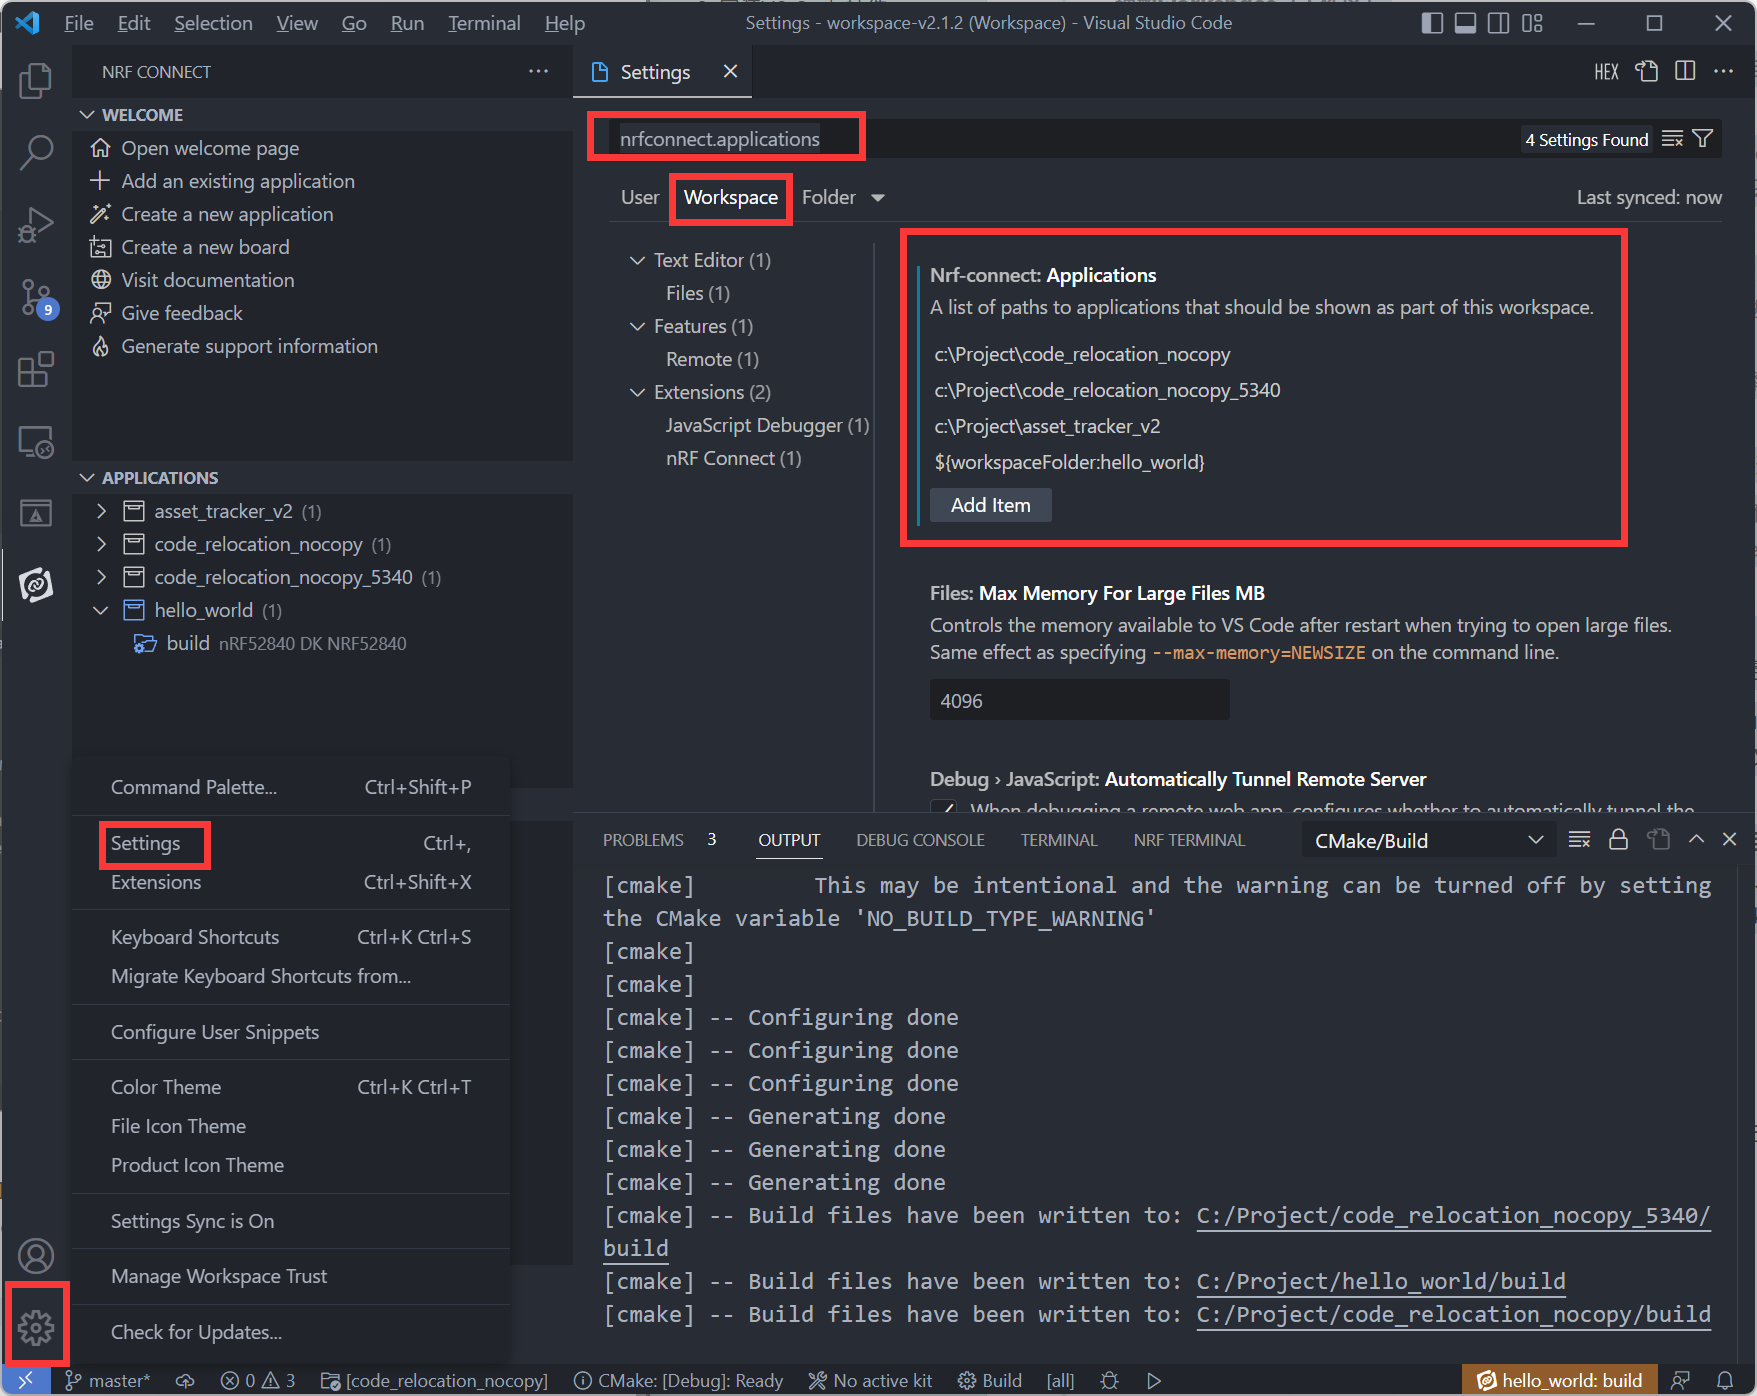 File Edit Selection View Go Run Terminal Help
Settings - workspace-v2.1.2 (Workspace) - Visual Studio Code
NRF CONNECT
WELCOME
Open welcome page
Add an existing application
Create a new application
Create a new board
Visit documentation
Give feedback
Generate support information
9
APPLICATIONS
asset_tracker_v2 (1)
code_relocation_nocopy (1)
code_relocation_nocopy_5340 (1)
hello_world (1)
build nRF52840 DK NRF52840
Command Palette... Ctrl+Shift+P
Settings Ctrl+,
Extensions Ctrl+Shift+X
Keyboard Shortcuts Ctrl+K Ctrl+S
Migrate Keyboard Shortcuts from...
Configure User Snippets
Color Theme Ctrl+K Ctrl+T
File Icon Theme
Product Icon Theme
Settings Sync is On
Manage Workspace Trust
Check for Updates...
Settings
HEX
nrfconnect.applications
4 Settings Found
User Workspace Folder
Last synced: now
Text Editor (1)
Files (1)
Features (1)
Remote (1)
Extensions (2)
JavaScript Debugger (1)
nRF Connect (1)
Nrf-connect: Applications
A list of paths to applications that should be shown as part of this workspace.
c:\Project\code_relocation_nocopy
c:\Project\code_relocation_nocopy_5340
c:\Project\asset_tracker_v2
${workspaceFolder:hello_world}
Add Item
Files: Max Memory For Large Files MB
Controls the memory available to VS Code after restart when trying to open large files.
Same effect as specifying --max-memory=NEWSIZE on the command line.
4096
Debug › JavaScript: Automatically Tunnel Remote Server
When debugging a remote web app, configures whether to automatically tunnel the
PROBLEMS 3 OUTPUT DEBUG CONSOLE TERMINAL NRF TERMINAL
CMake/Build
[cmake] This may be intentional and the warning can be turned off by setting
the CMake variable 'NO_BUILD_TYPE_WARNING'
[cmake]
[cmake]
[cmake] -- Configuring done
[cmake] -- Configuring done
[cmake] -- Configuring done
[cmake] -- Generating done
[cmake] -- Generating done
[cmake] -- Generating done
[cmake] -- Build files have been written to: C:/Project/code_relocation_nocopy_5340/
build
[cmake] -- Build files have been written to: C:/Project/hello_world/build
[cmake] -- Build files have been written to: C:/Project/code_relocation_nocopy/build
master* 0 3 [code_relocation_nocopy] CMake: [Debug]: Ready No active kit Build [all] hello_world: build